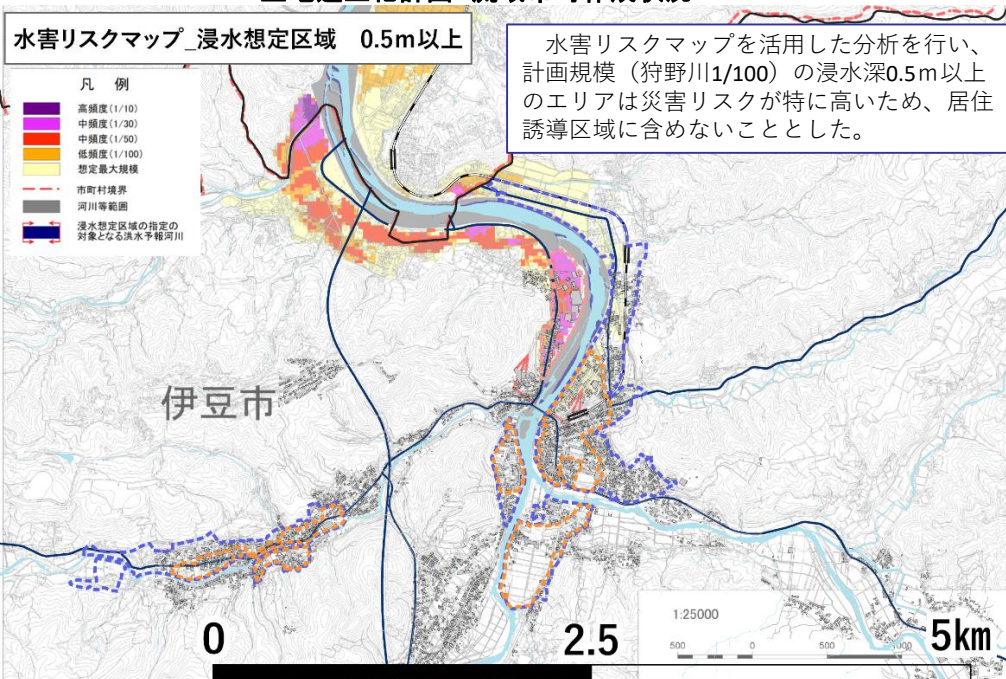 水害リスクマップ_浸水想定区域　0.5m以上
水害リスクマップを活用した分析を行い、
計画規模（狩野川1/100）の浸水深0.5ｍ以上
のエリアは災害リスクが特に高いため、居住
誘導区域に含めないこととした。
凡 例
高頻度(1/10)
中頻度(1/30)
中頻度(1/50)
低頻度(1/100)
想定最大規模
市町村境界
河川等範囲
浸水想定区域の指定の
対象となる洪水予報河川
伊豆市
1:25000
500 0 500 1000
0 2.5 5km